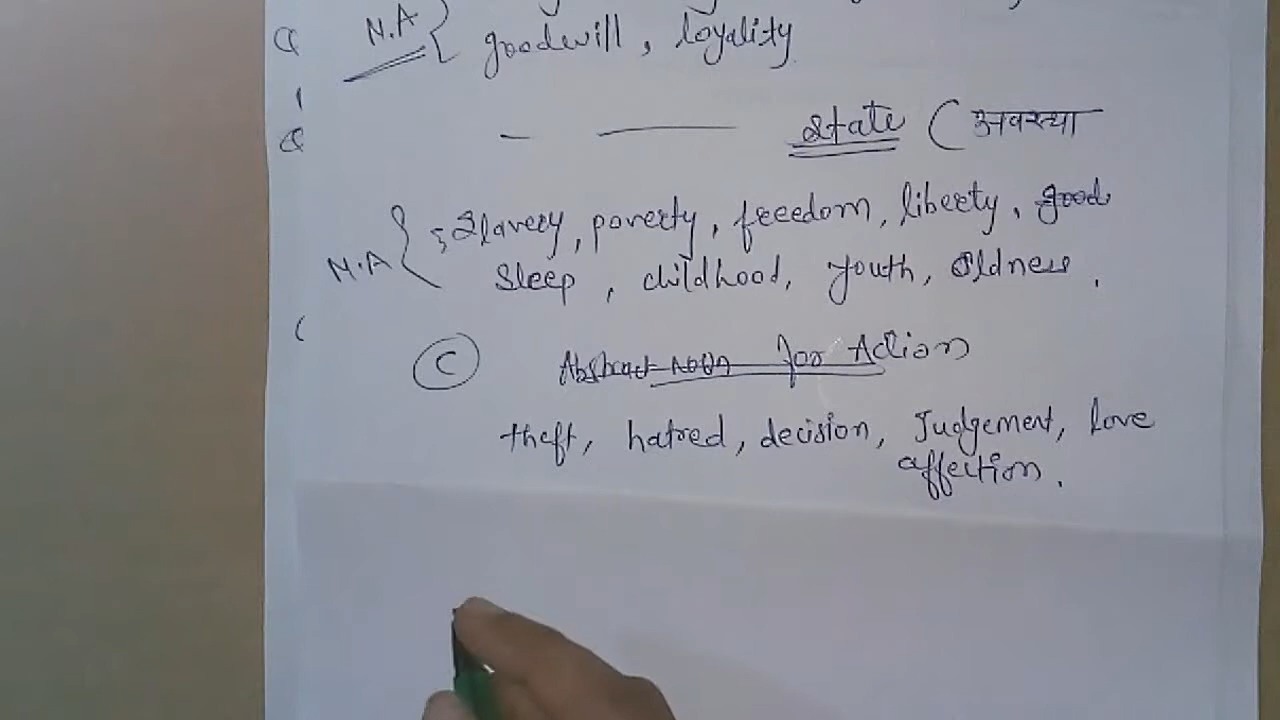 N.A { goodwill, loyality
- — State ( अवस्था
N.A { ; Slavery, poverty, freedom, liberty, good
Sleep, childhood, youth, Oldness.
(C) Abstract Noun for Action
theft, hatred, decision, Judgement, love
affection.